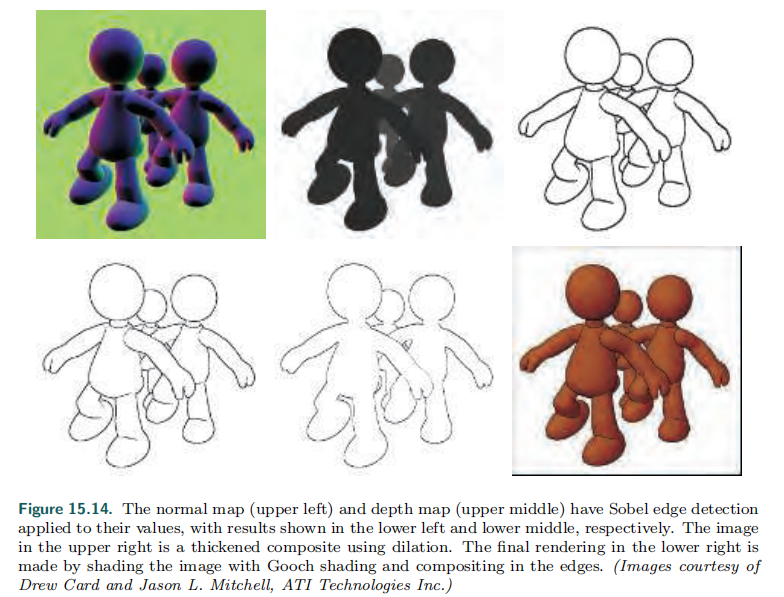 Figure 15.14. The normal map (upper left) and depth map (upper middle) have Sobel edge detection
applied to their values, with results shown in the lower left and lower middle, respectively. The image
in the upper right is a thickened composite using dilation. The final rendering in the lower right is
made by shading the image with Gooch shading and compositing in the edges. (Images courtesy of
Drew Card and Jason L. Mitchell, ATI Technologies Inc.)